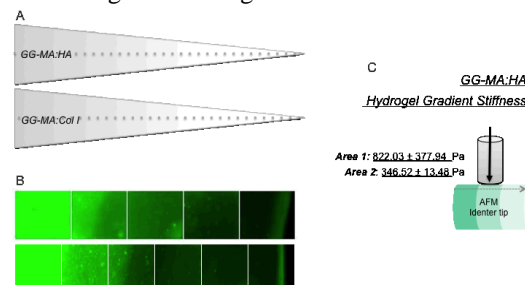 A
GG-MA:HA
GG-MA:Col I
B
C
GG-MA:HA
Hydrogel Gradient Stiffness
Area 1: 822.03 ± 377.94 Pa
Area 2: 346.52 ± 13.48 Pa
AFM
Identer tip